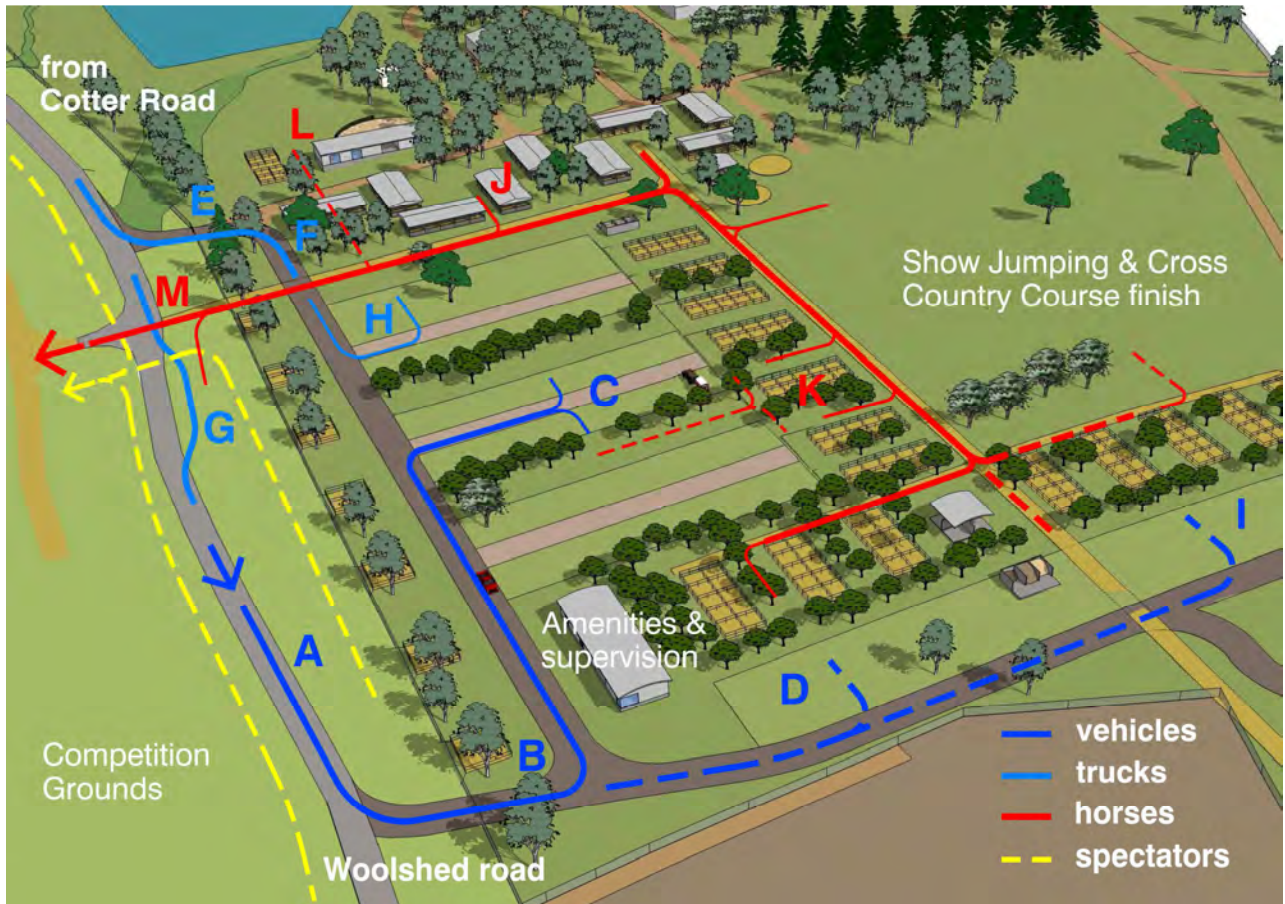 from
Cotter Road
L
E
J
F
M
H
Show Jumping & Cross
Country Course finish
C
K
G
I
Amenities &
supervision
A
D
B
Competition
Grounds
Woolshed road
vehicles
trucks
horses
spectators